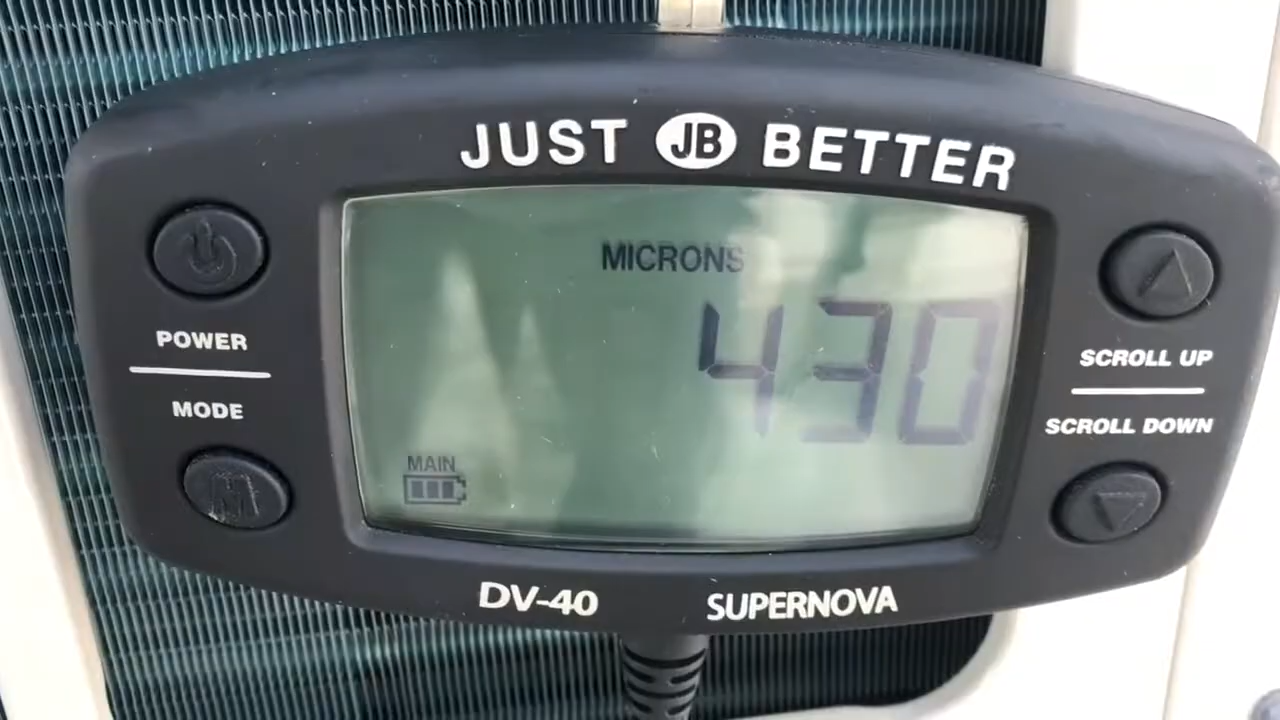 JUST JB BETTER
MICRONS
430
POWER
MODE
SCROLL UP
SCROLL DOWN
MAIN
M
DV-40 SUPERNOVA